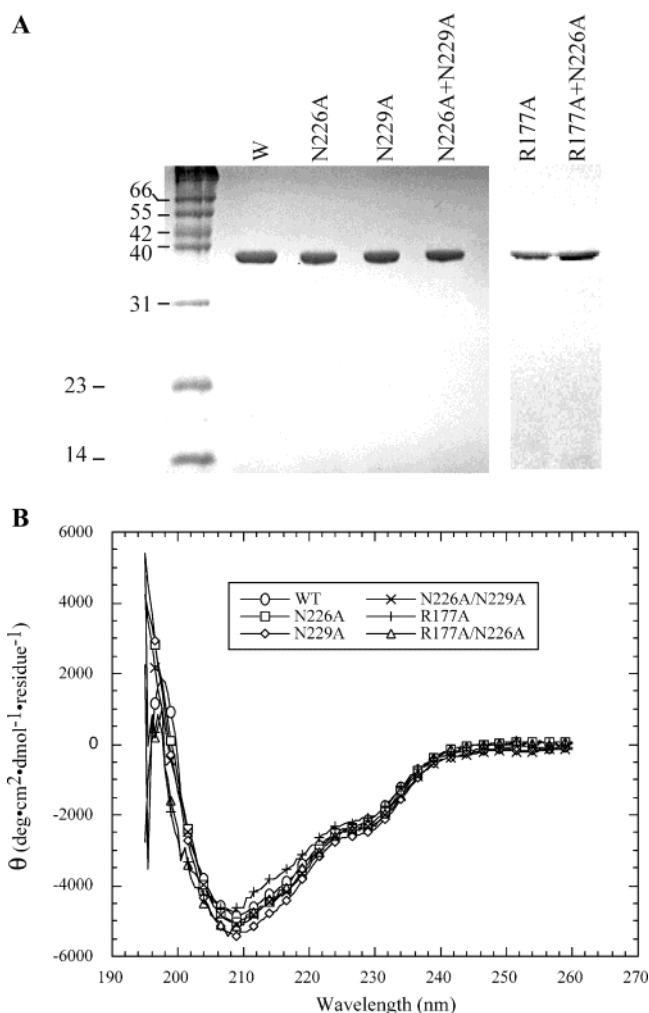 A
W
N226A
N229A
N226A+N229A
R177A
R177A+N226A
66
55
42
40
31
23
14
B
WT
N226A
N229A
N226A/N229A
R177A
R177A/N226A
6000
4000
2000
0
-2000
-4000
-6000
θ (deg•cm²•dmol⁻¹•residue⁻¹)
190 200 210 220 230 240 250 260 270
Wavelength (nm)